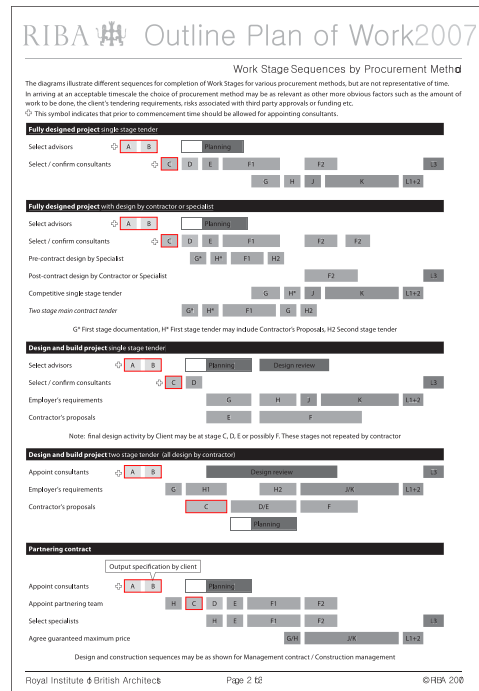 RIBA Outline Plan of Work2007
Work Stage Sequences by Procurement Method
The diagrams illustrate different sequences for completion of Work Stages for various procurement methods, but are not representative of time.
In arriving at an acceptable timescale the choice of procurement method may be as relevant as other more obvious factors such as the amount of
work to be done, the client's tendering requirements, risks associated with third party approvals or funding etc.
This symbol indicates that prior to commencement time should be allowed for appointing consultants.
Fully designed project single stage tender
Select advisors A B Planning
Select / confirm consultants C D E F1 F2 L3
G H J K L1+2
Fully designed project with design by contractor or specialist
Select advisors A B Planning
Select / confirm consultants C D E F1 F2 F2
Pre-contract design by Specialist G* H* F1 H2
Post-contract design by Contractor or Specialist F2 L3
Competitive single stage tender G H* J K L1+2
Two stage main contract tender G* H* F1 G H2
G* First stage documentation, H* First stage tender may include Contractor's Proposals, H2 Second stage tender
Design and build project single stage tender
Select advisors A B Planning Design review
Select / confirm consultants C D L3
Employer's requirements G H J K L1+2
Contractor's proposals E F
Note: final design activity by Client may be at stage C, D, E or possibly F. These stages not repeated by contractor
Design and build project two stage tender (all design by contractor)
Appoint consultants A B Design review L3
Employer's requirements G H1 H2 J/K L1+2
Contractor's proposals C D/E F
Planning
Partnering contract
Output specification by client
Appoint consultants A B Planning
Appoint partnering team H C D E F1 F2
Select specialists H E F1 F2 L3
Agree guaranteed maximum price G/H J/K L1+2
Design and construction sequences may be as shown for Management contract / Construction management
Royal Institute of British Architects Page 2 ©RIBA 200